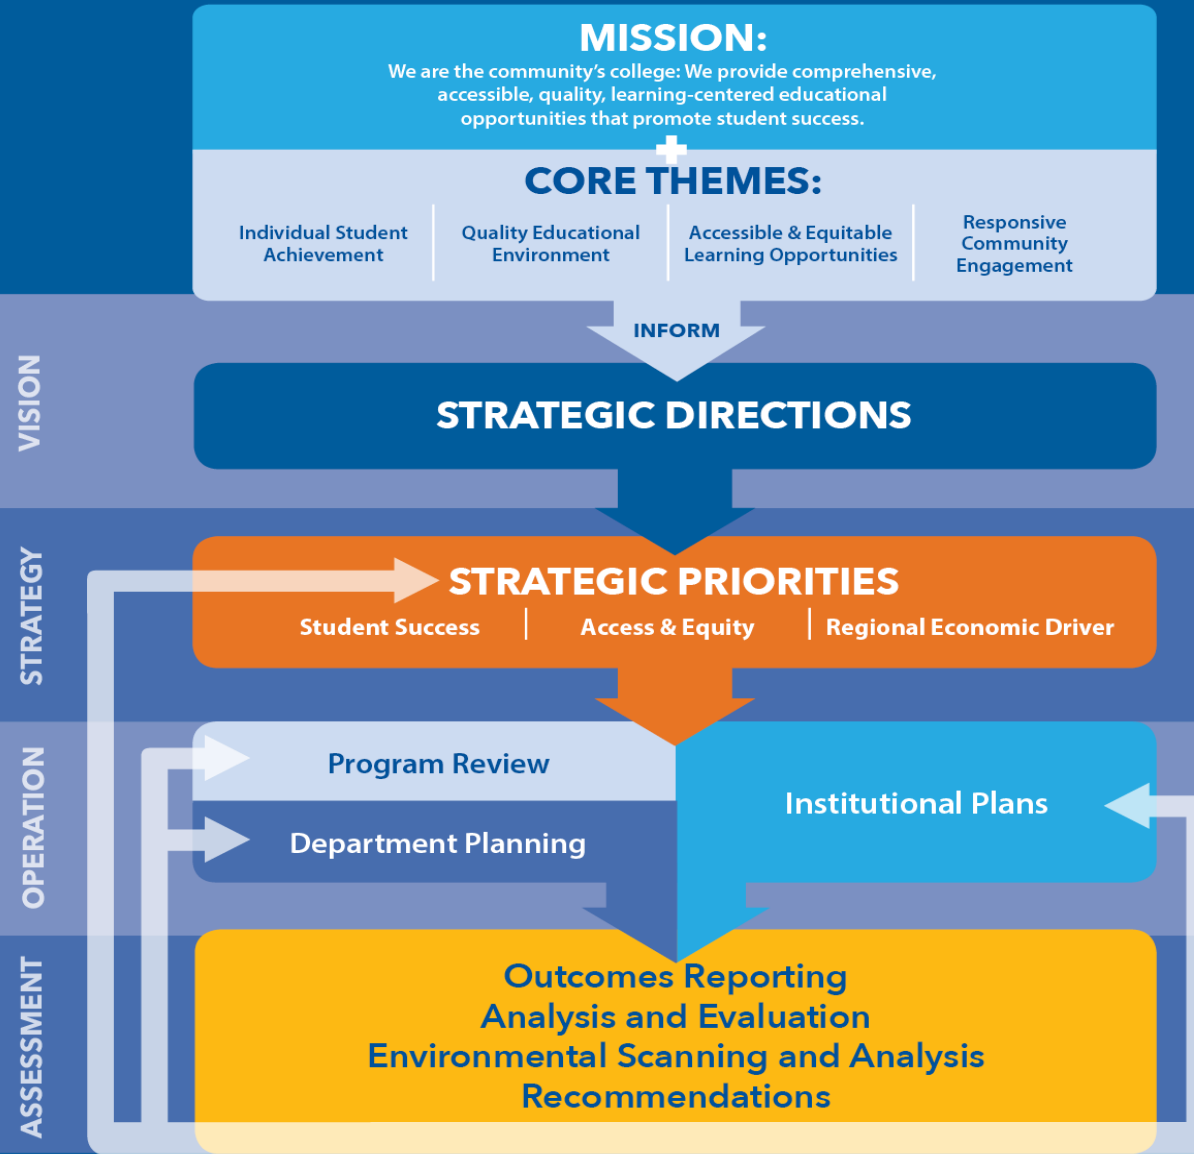 MISSION:
We are the community’s college: We provide comprehensive,
accessible, quality, learning-centered educational
opportunities that promote student success.
CORE THEMES:
Individual Student
Achievement
Quality Educational
Environment
Accessible & Equitable
Learning Opportunities
Responsive
Community
Engagement
INFORM
VISION
STRATEGIC DIRECTIONS
STRATEGY
STRATEGIC PRIORITIES
Student Success
Access & Equity
Regional Economic Driver
OPERATION
Program Review
Department Planning
Institutional Plans
ASSESSMENT
Outcomes Reporting
Analysis and Evaluation
Environmental Scanning and Analysis
Recommendations